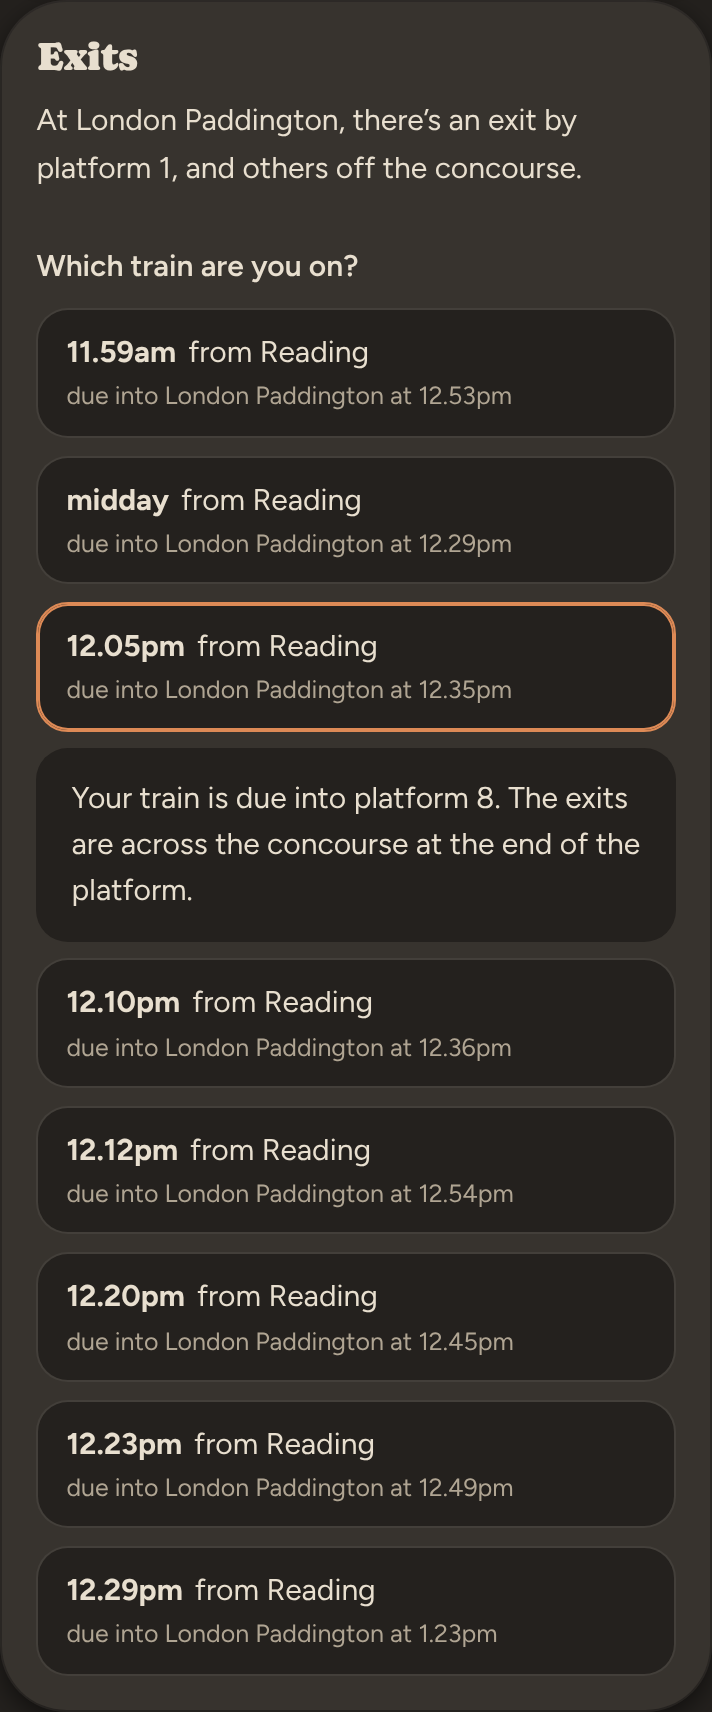 Exits
At London Paddington, there’s an exit by
platform 1, and others off the concourse.
Which train are you on?
11.59am from Reading
due into London Paddington at 12.53pm
midday from Reading
due into London Paddington at 12.29pm
12.05pm from Reading
due into London Paddington at 12.35pm
Your train is due into platform 8. The exits
are across the concourse at the end of the
platform.
12.10pm from Reading
due into London Paddington at 12.36pm
12.12pm from Reading
due into London Paddington at 12.54pm
12.20pm from Reading
due into London Paddington at 12.45pm
12.23pm from Reading
due into London Paddington at 12.49pm
12.29pm from Reading
due into London Paddington at 1.23pm